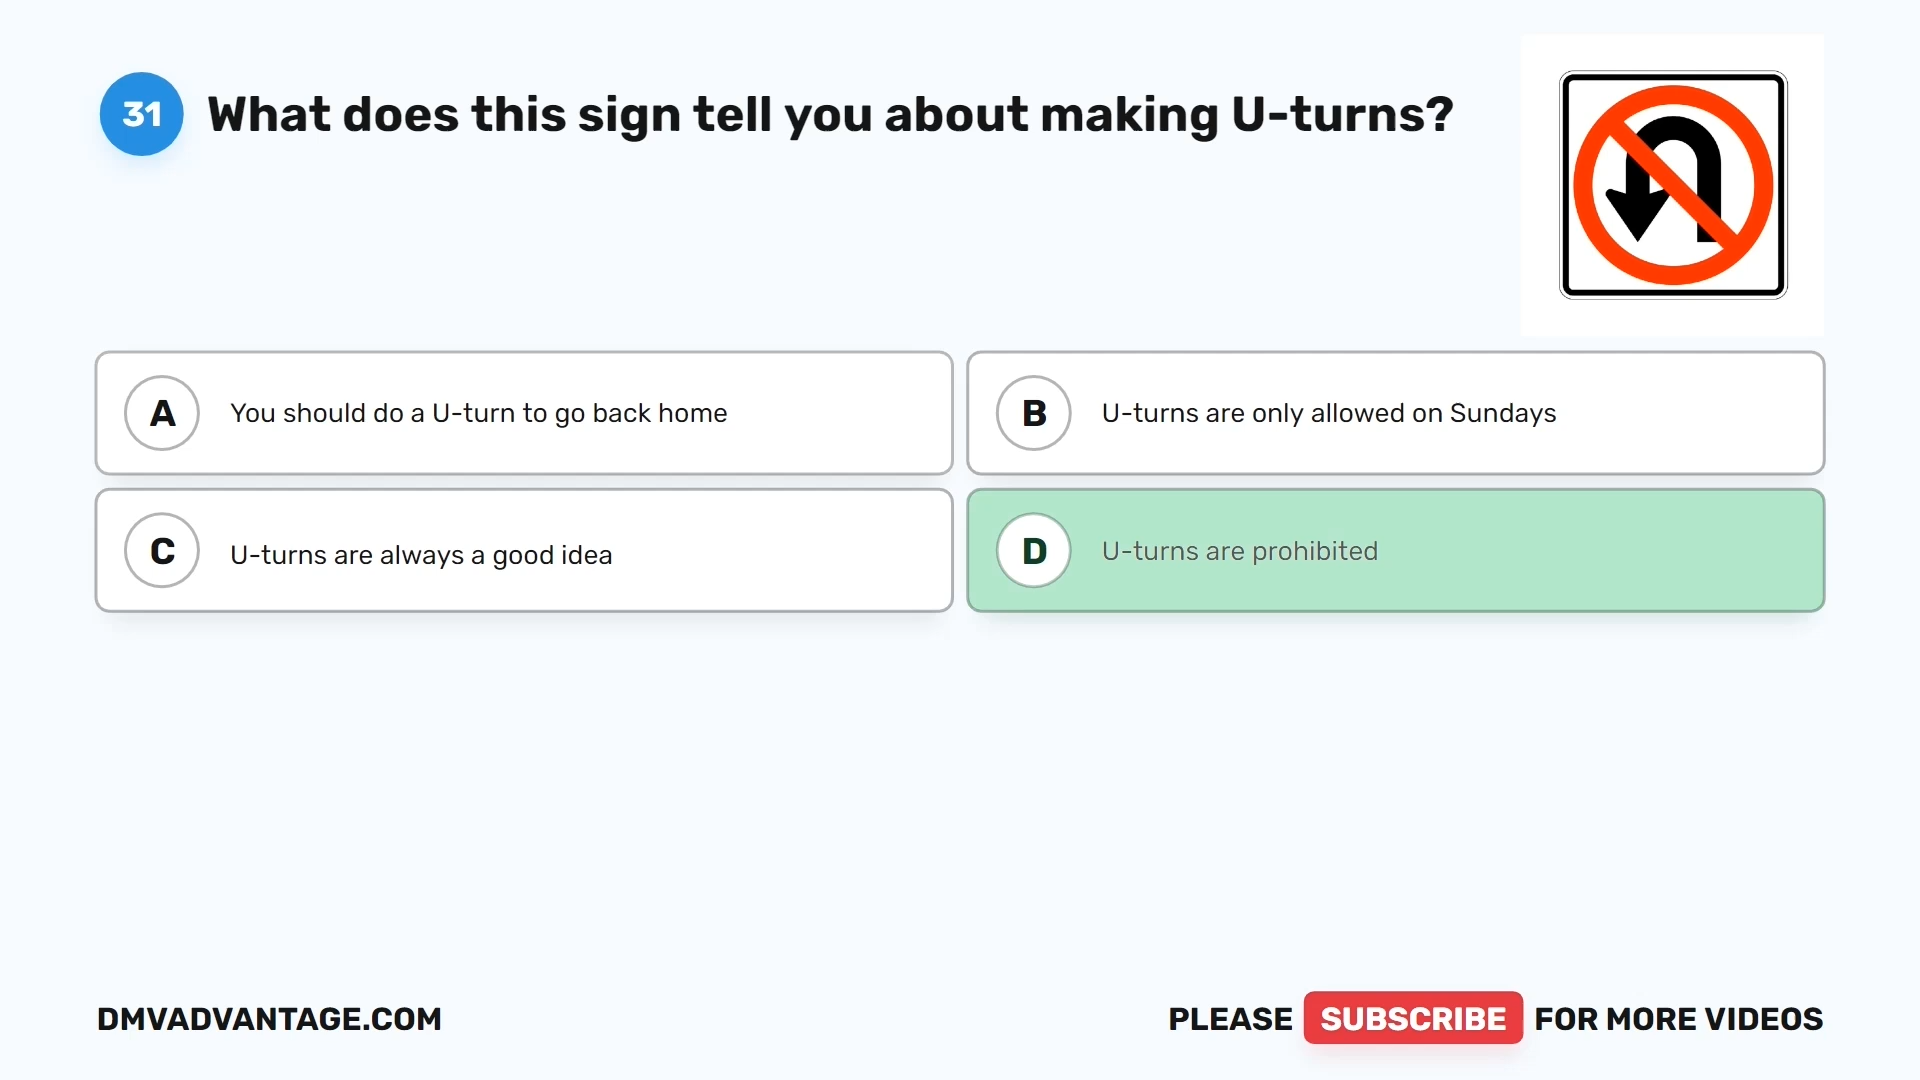 31
What does this sign tell you about making U-turns?
A
You should do a U-turn to go back home
B
U-turns are only allowed on Sundays
C
U-turns are always a good idea
D
U-turns are prohibited
DMVADVANTAGE.COM
PLEASE SUBSCRIBE FOR MORE VIDEOS